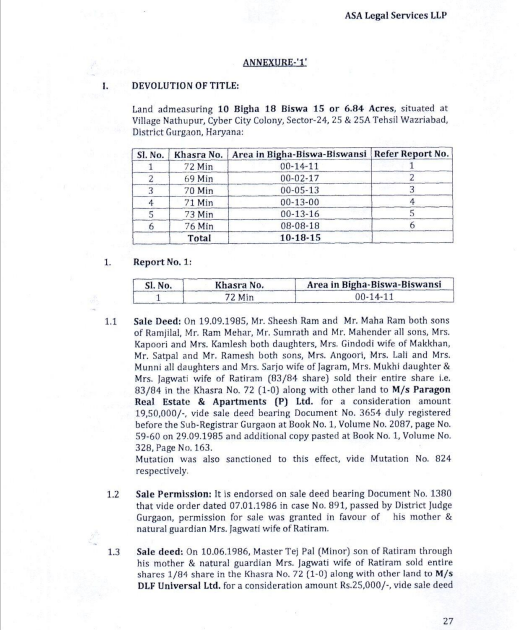 ASA Legal Services LLP
ANNEXURE-'1'
I. DEVOLUTION OF TITLE:
Land admeasuring 10 Bigha 18 Biswa 15 or 6.84 Acres, situated at
Village Nathupur, Cyber City Colony, Sector-24, 25 & 25A Tehsil Wazriabad,
District Gurgaon, Haryana:
Sl. No. Khasra No. Area in Bigha-Biswa-Biswansi Refer Report No.
1 72 Min 00-14-11 1
2 69 Min 00-02-17 2
3 70 Min 00-05-13 3
4 71 Min 00-13-00 4
5 73 Min 00-13-16 5
6 76 Min 08-08-18 6
Total 10-18-15
1. Report No. 1:
Sl. No. Khasra No. Area in Bigha-Biswa-Biswansi
1 72 Min 00-14-11
1.1 Sale Deed: On 19.09.1985, Mr. Sheesh Ram and Mr. Maha Ram both sons
of Ramjilal, Mr. Ram Mehar, Mr. Sumrath and Mr. Mahender all sons, Mrs.
Kapoori and Mrs. Kamlesh both daughters, Mrs. Gindodi wife of Makkhan,
Mr. Satpal and Mr. Ramesh both sons, Mrs. Angoori, Mrs. Lali and Mrs.
Munni all daughters and Mrs. Sarjo wife of Jagram, Mrs. Mukhi daughter &
Mrs. Jagwati wife of Ratiram (83/84 share) sold their entire share i.e.
83/84 in the Khasra No. 72 (1-0) along with other land to M/s Paragon
Real Estate & Apartments (P) Ltd. for a consideration amount
19,50,000/-, vide sale deed bearing Document No. 3654 duly registered
before the Sub-Registrar Gurgaon at Book No. 1, Volume No. 2087, page No.
59-60 on 29.09.1985 and additional copy pasted at Book No. 1, Volume No.
328, Page No. 163.
Mutation was also sanctioned to this effect, vide Mutation No. 824
respectively.
1.2 Sale Permission: It is endorsed on sale deed bearing Document No. 1380
that vide order dated 07.01.1986 in case No. 891, passed by District Judge
Gurgaon, permission for sale was granted in favour of his mother &
natural guardian Mrs. Jagwati wife of Ratiram.
1.3 Sale deed: On 10.06.1986, Master Tej Pal (Minor) son of Ratiram through
his mother & natural guardian Mrs. Jagwati wife of Ratiram sold entire
shares 1/84 share in the Khasra No. 72 (1-0) along with other land to M/s
DLF Universal Ltd. for a consideration amount Rs.25,000/-, vide sale deed
27